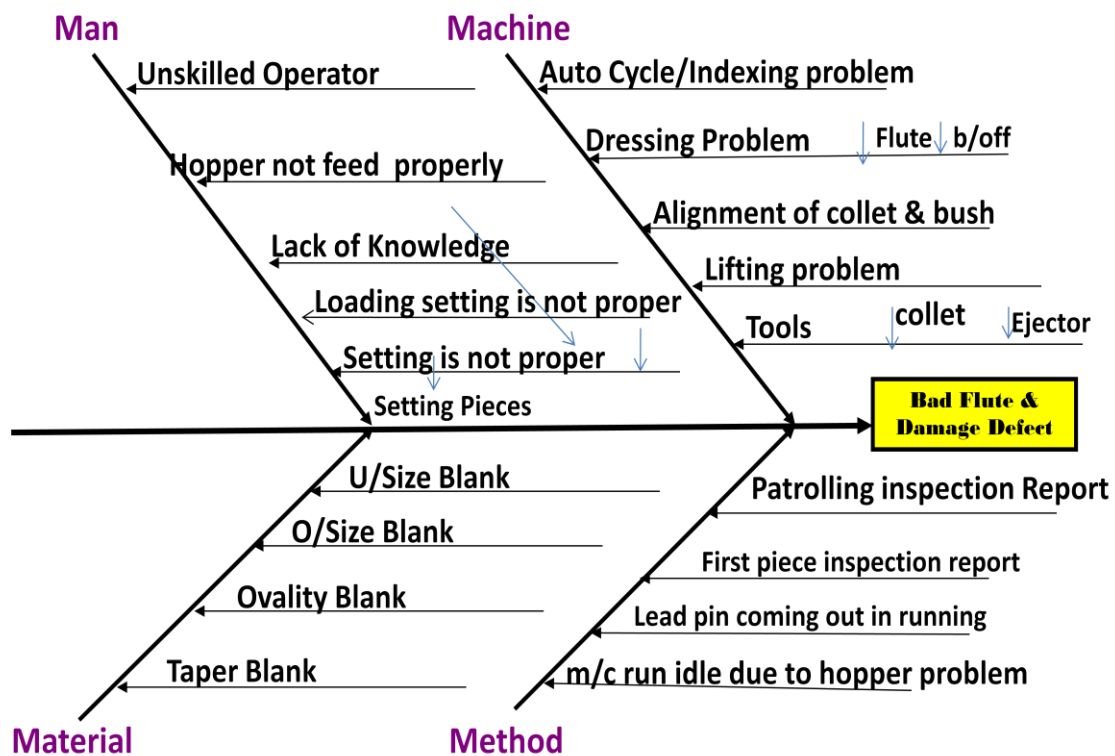 Man
Unskilled Operator
Hopper not feed properly
Lack of Knowledge
Loading setting is not proper
Setting is not proper
Setting Pieces
Machine
Auto Cycle/Indexing problem
Dressing Problem Flute b/off
Alignment of collet & bush
Lifting problem
Tools collet Ejector
Bad Flute &
Damage Defect
U/Size Blank
O/Size Blank
Ovality Blank
Taper Blank
Material
Patrolling inspection Report
First piece inspection report
Lead pin coming out in running
m/c run idle due to hopper problem
Method